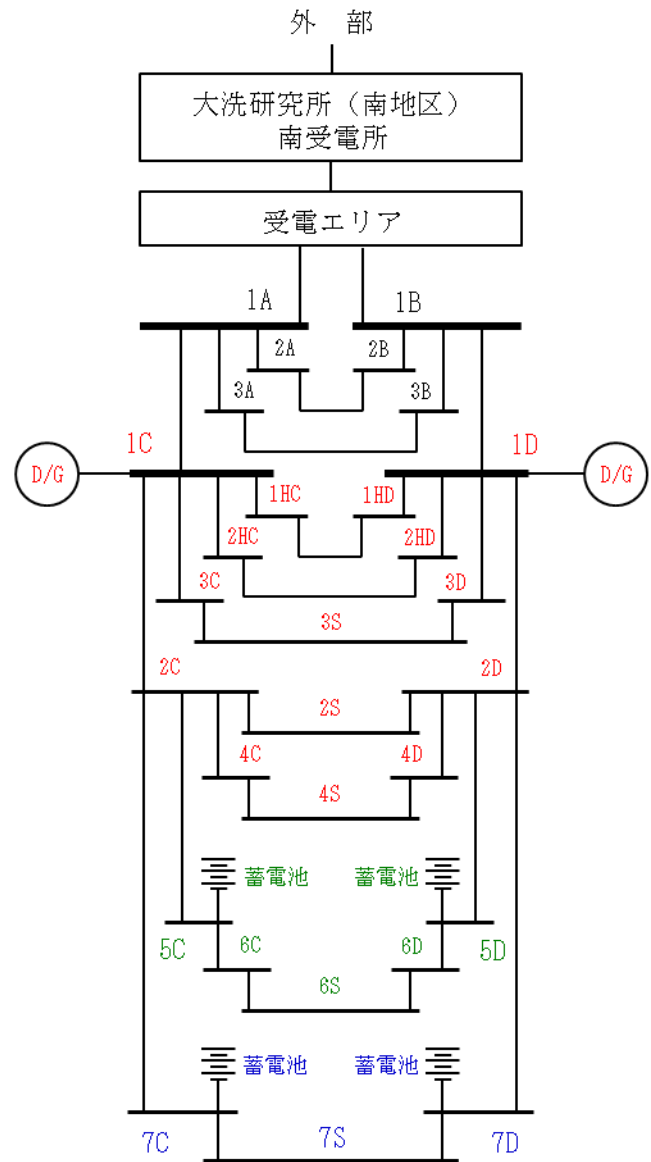 外 部
大洗研究所（南地区）
南受電所
受電エリア
1A 1B
2A 2B
3A 3B
1C 1D
D/G D/G
1HC 1HD
2HC 2HD
3C 3D
3S
2C 2D
2S
4C 4D
4S
蓄電池 蓄電池
5C 6C 6D 5D
6S
蓄電池 蓄電池
7C 7S 7D